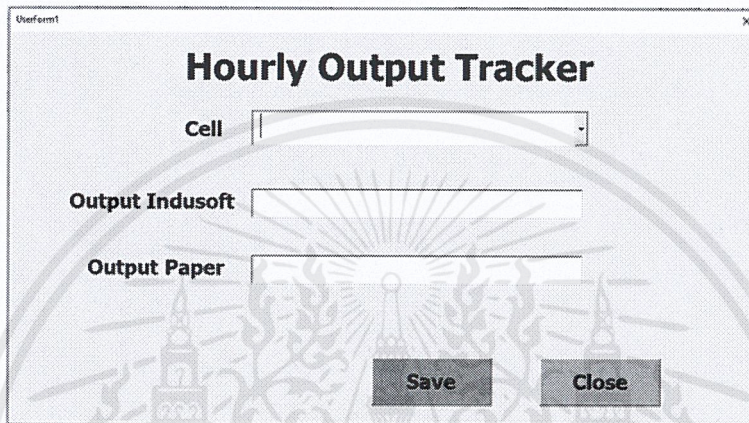 Userform1
Hourly Output Tracker
Cell
Output Indusoft
Output Paper
Save Close